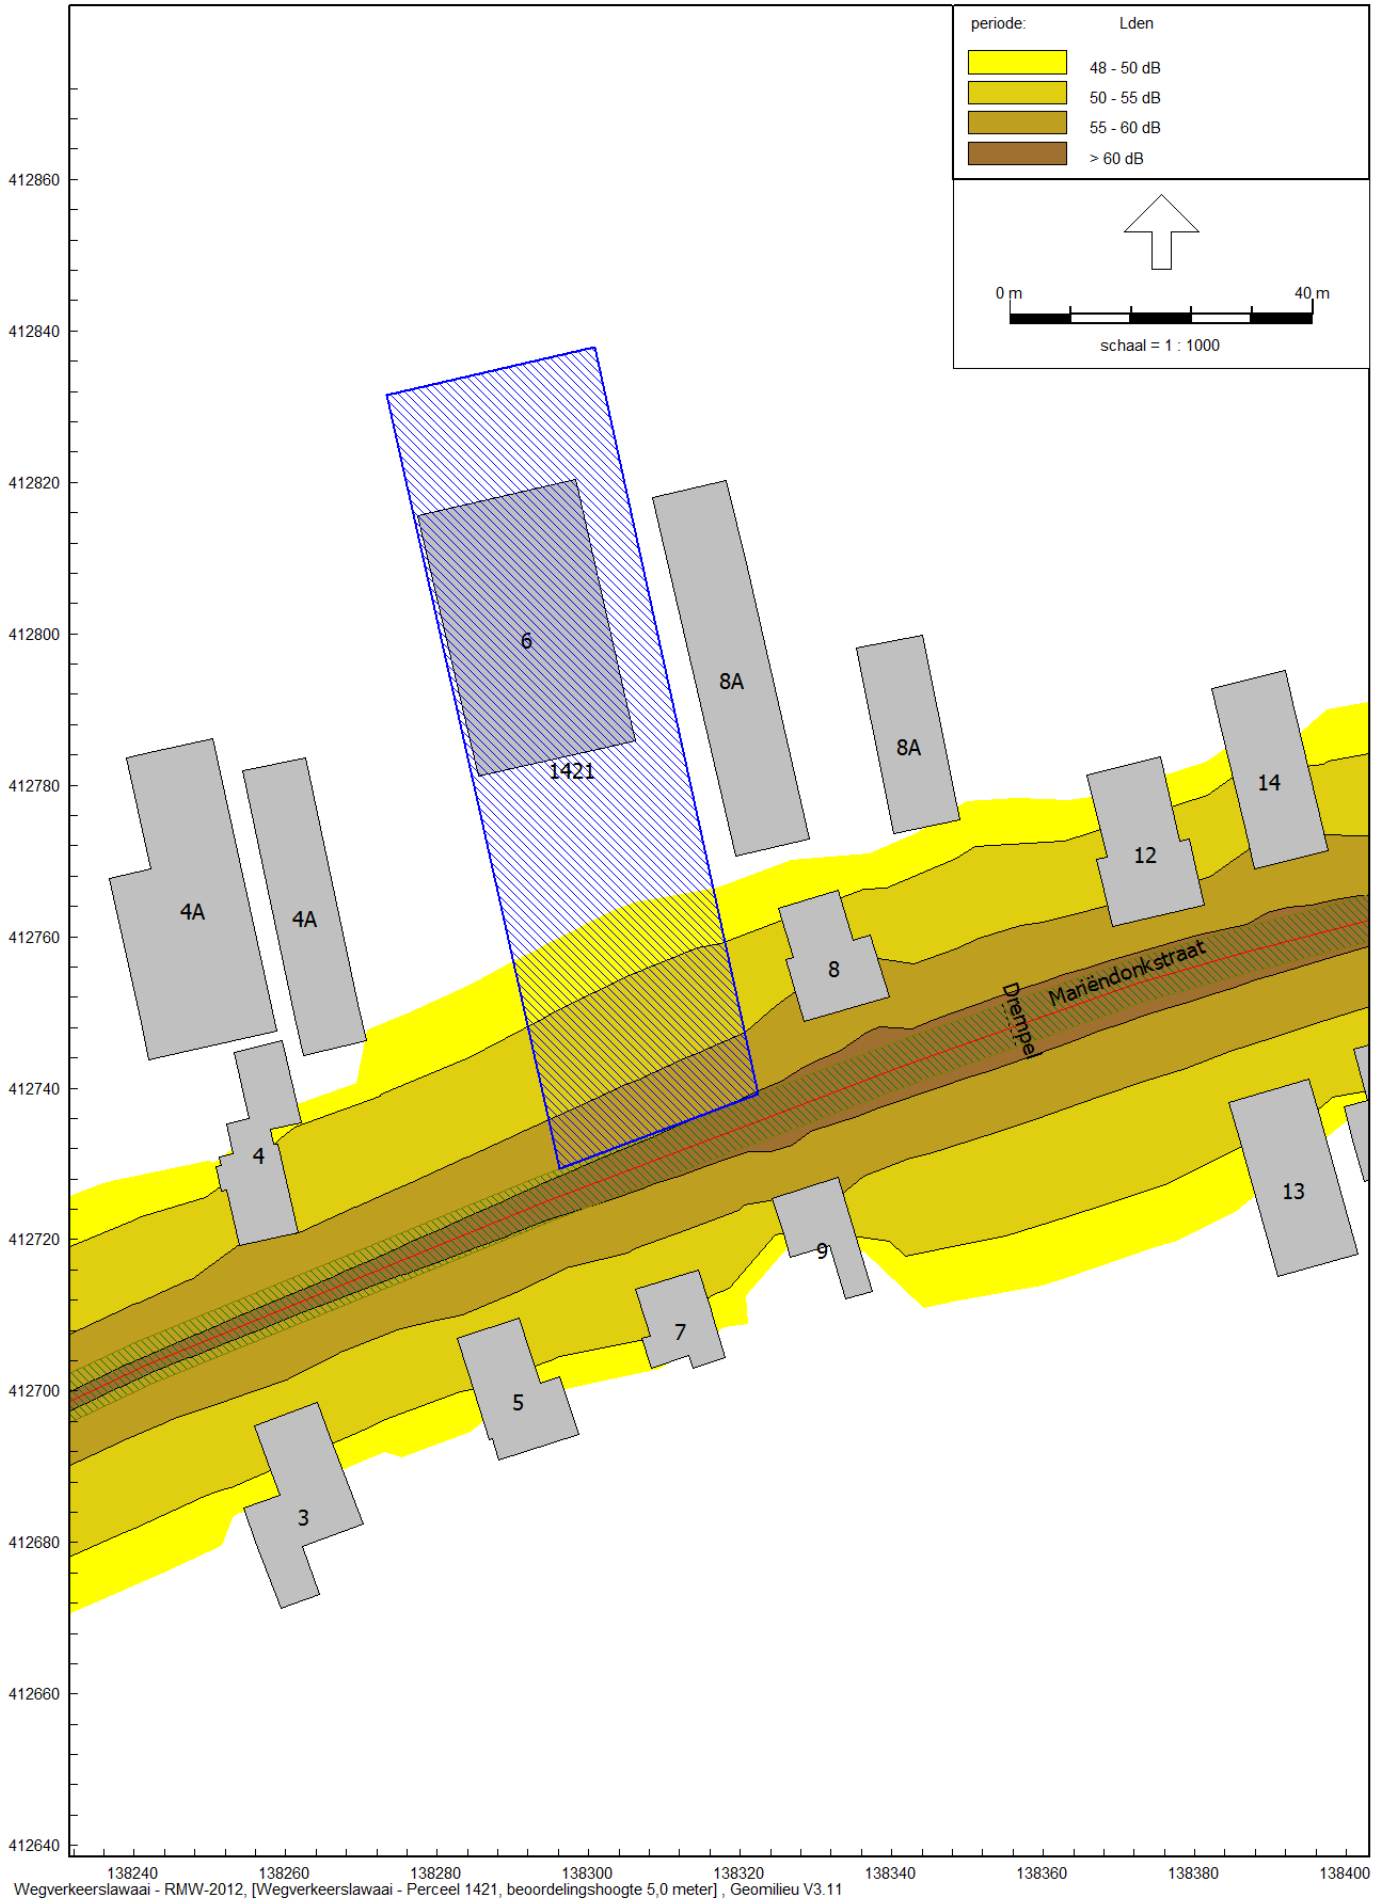 periode: Lden
48 - 50 dB
50 - 55 dB
55 - 60 dB
> 60 dB
0 m 40 m
schaal = 1 : 1000
412860
412840
412820
412800
412780
412760
412740
412720
412700
412680
412660
412640
6
8A
1421
8A
14
12
4A
4A
8
Mariëndonkstraat
Drempel
4
13
9
7
5
3
138240 138260 138280 138300 138320 138340 138360 138380 138400
Wegverkeerslawaai - RMW-2012, [Wegverkeerslawaai - Perceel 1421, beoordelingshoogte 5,0 meter] , Geomilieu V3.11